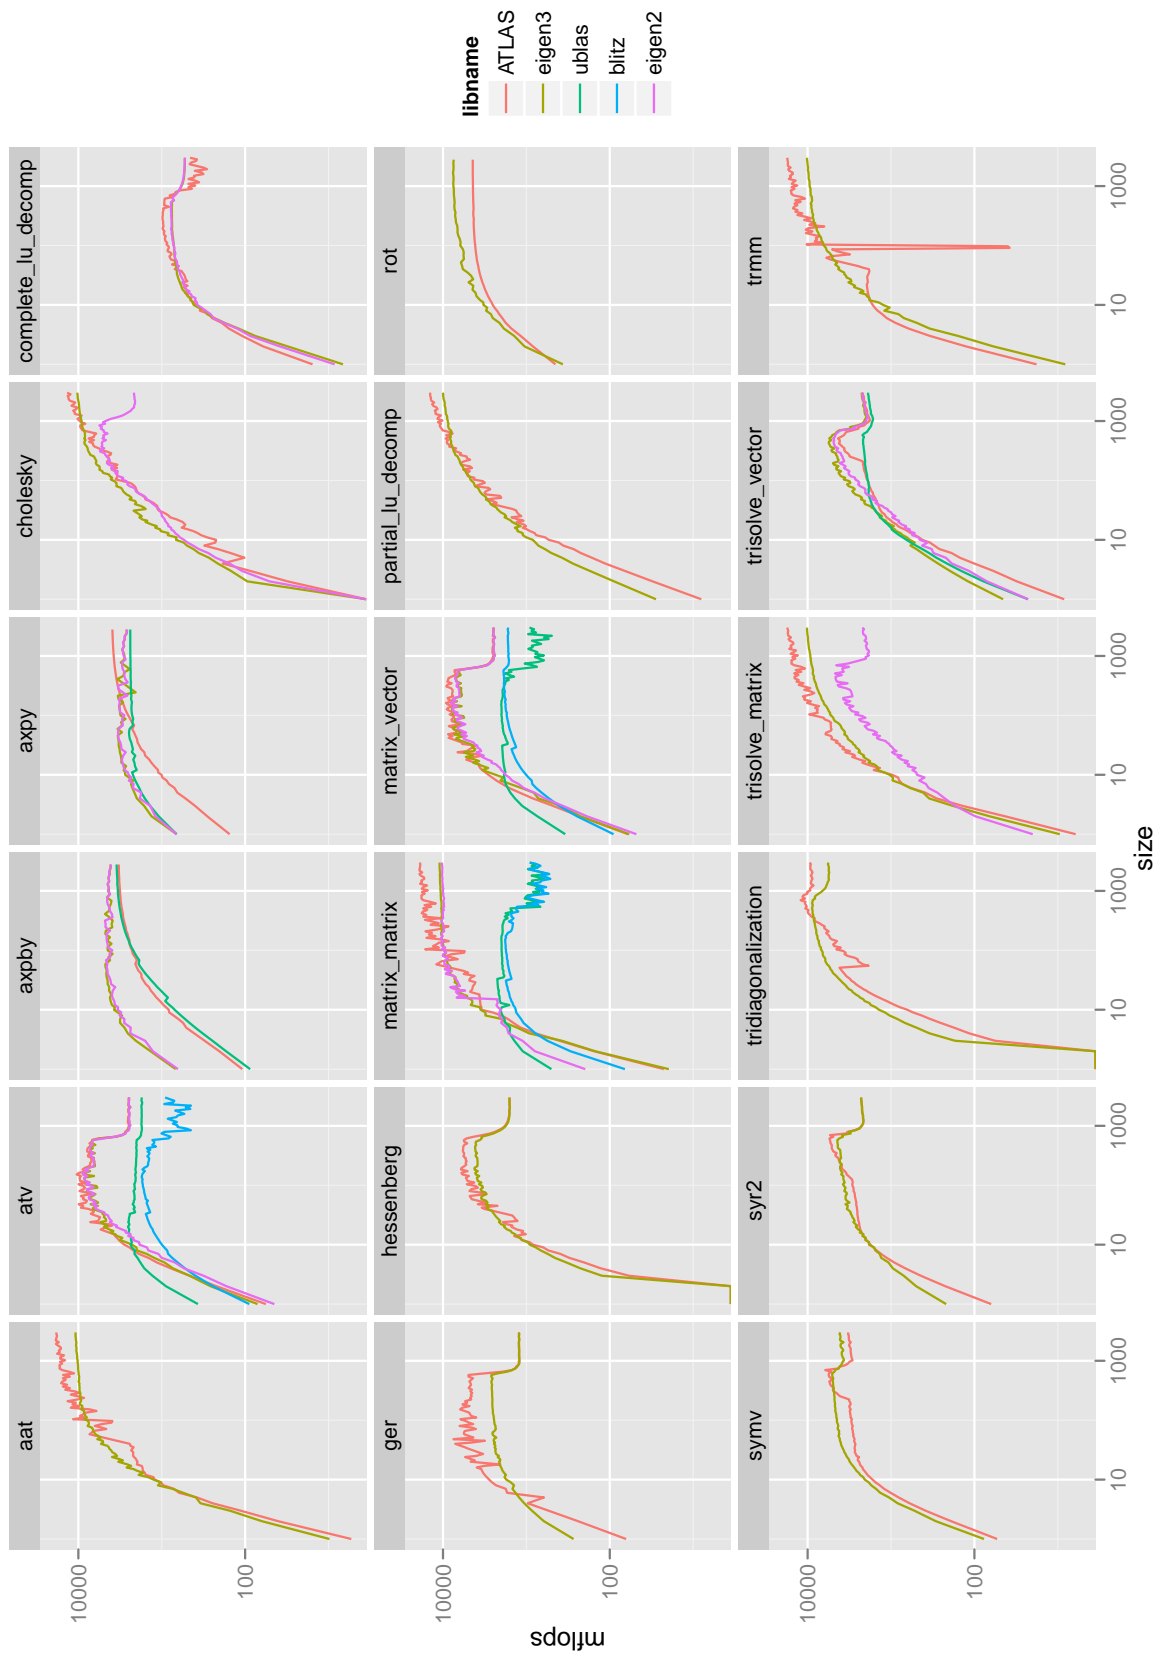 aat
atv
axpby
axpy
cholesky
complete_lu_decomp
ger
hessenberg
matrix_matrix
matrix_vector
partial_lu_decomp
rot
symv
syr2
tridiagonalization
trisolve_matrix
trisolve_vector
trmm
10000
100
10000
100
10000
100
10
1000
10
1000
10
1000
10
1000
10
1000
10
1000
size
mflops
libname
ATLAS
eigen3
ublas
blitz
eigen2